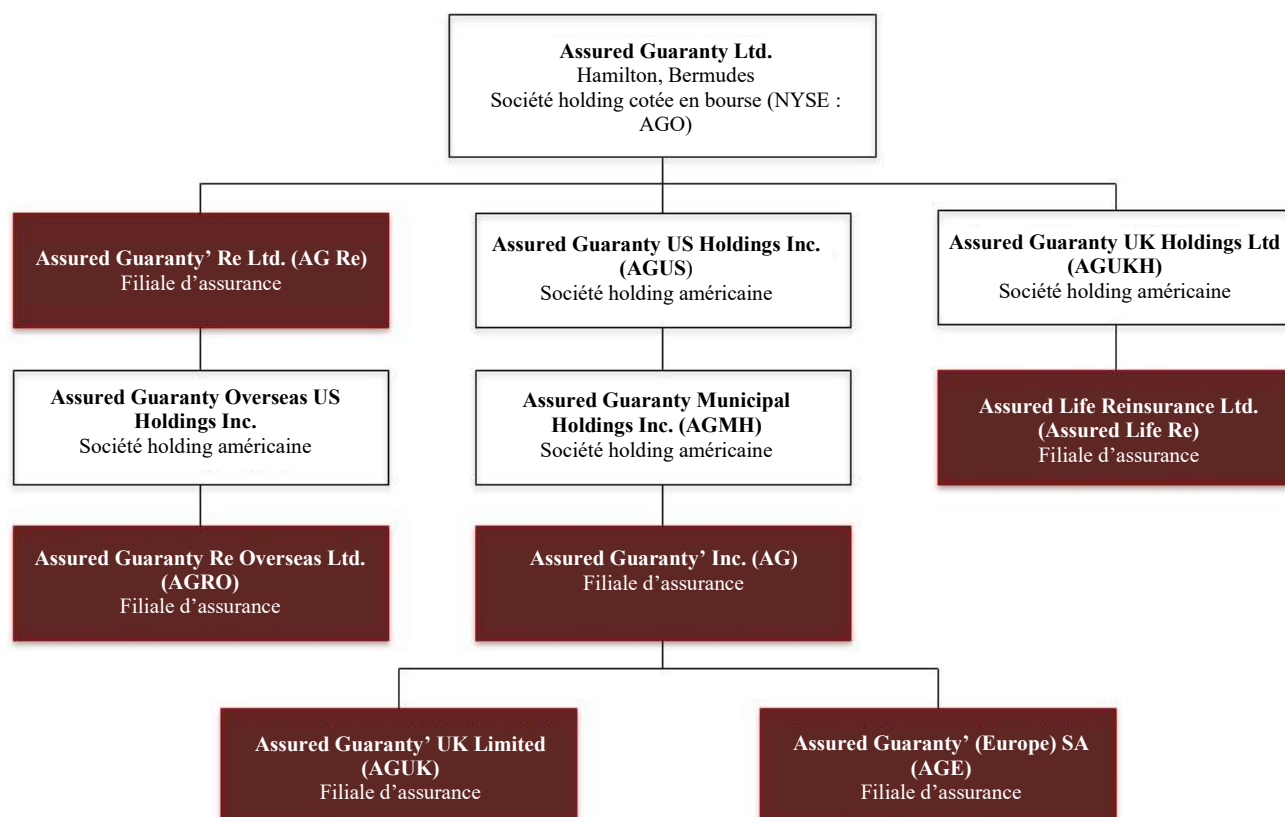 Assured Guaranty Ltd.
Hamilton, Bermudes
Société holding cotée en bourse (NYSE :
AGO)
Assured Guaranty’ Re Ltd. (AG Re)
Filiale d’assurance
Assured Guaranty US Holdings Inc.
(AGUS)
Société holding américaine
Assured Guaranty UK Holdings Ltd
(AGUKH)
Société holding américaine
Assured Guaranty Overseas US
Holdings Inc.
Société holding américaine
Assured Guaranty Municipal
Holdings Inc. (AGMH)
Société holding américaine
Assured Life Reinsurance Ltd.
(Assured Life Re)
Filiale d’assurance
Assured Guaranty Re Overseas Ltd.
(AGRO)
Filiale d’assurance
Assured Guaranty’ Inc. (AG)
Filiale d’assurance
Assured Guaranty’ UK Limited
(AGUK)
Filiale d’assurance
Assured Guaranty’ (Europe) SA
(AGE)
Filiale d’assurance